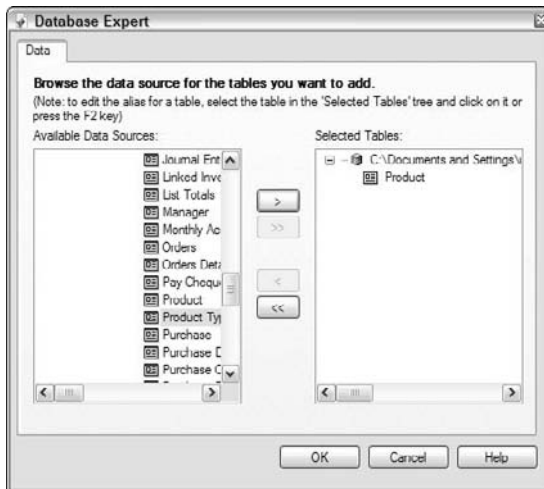 Database Expert
Data
Browse the data source for the tables you want to add.
(Note: to edit the alias for a table, select the table in the 'Selected Tables' tree and click on it or
press the F2 key)
Available Data Sources:
Selected Tables:
Journal Ent
Linked Invo
List Totals
Manager
Monthly Ac
Orders
Orders Deta
Pay Chequ
Product
Product Typ
Purchase
Purchase D
Purchase O
C:\Documents and Settings\
Product
>
>>
<
<<
OK
Cancel
Help